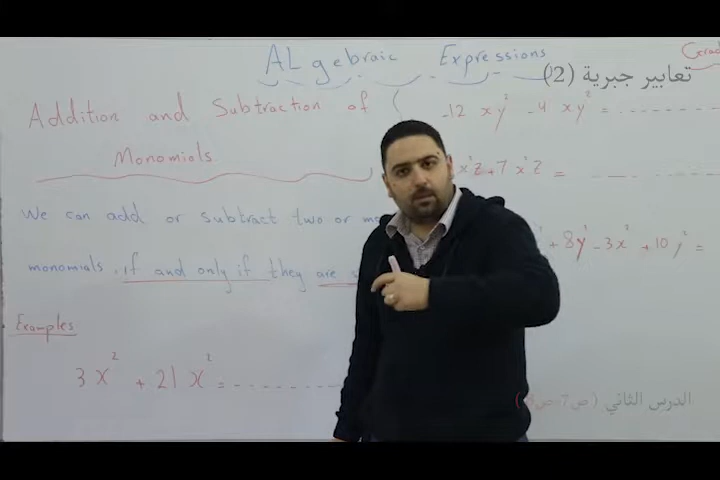 ALgebraic Expressions
تعابير جبرية (2)
Addition and Subtraction of
Monomials.
We can add or subtract two or
monomials, if and only if they are
Examples
3x² + 21x² = - - - - - - -
-12 xy² - 4 xy² = - - - - - - -
x²z + 7 x²z = - - - - - -
+ 8y² - 3x² + 10y² =
الدرس الثاني